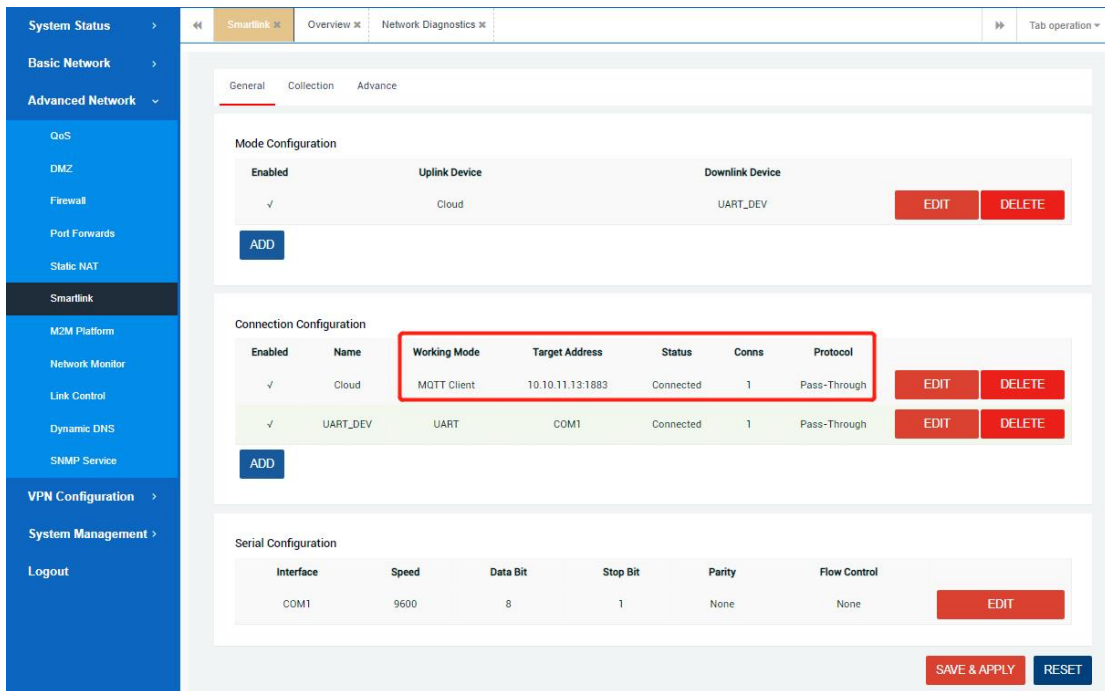 System Status
Smartlink
Overview
Network Diagnostics
Tab operation
Basic Network
Advanced Network
QoS
DMZ
Firewall
Port Forwards
Static NAT
Smartlink
M2M Platform
Network Monitor
Link Control
Dynamic DNS
SNMP Service
VPN Configuration
System Management
Logout
General Collection Advance
Mode Configuration
Enabled Uplink Device Downlink Device
√ Cloud UART_DEV EDIT DELETE
ADD
Connection Configuration
Enabled Name Working Mode Target Address Status Conns Protocol
√ Cloud MQTT Client 10.10.11.13:1883 Connected 1 Pass-Through EDIT DELETE
√ UART_DEV UART COM1 Connected 1 Pass-Through EDIT DELETE
ADD
Serial Configuration
Interface Speed Data Bit Stop Bit Parity Flow Control
COM1 9600 8 1 None None EDIT
SAVE & APPLY RESET